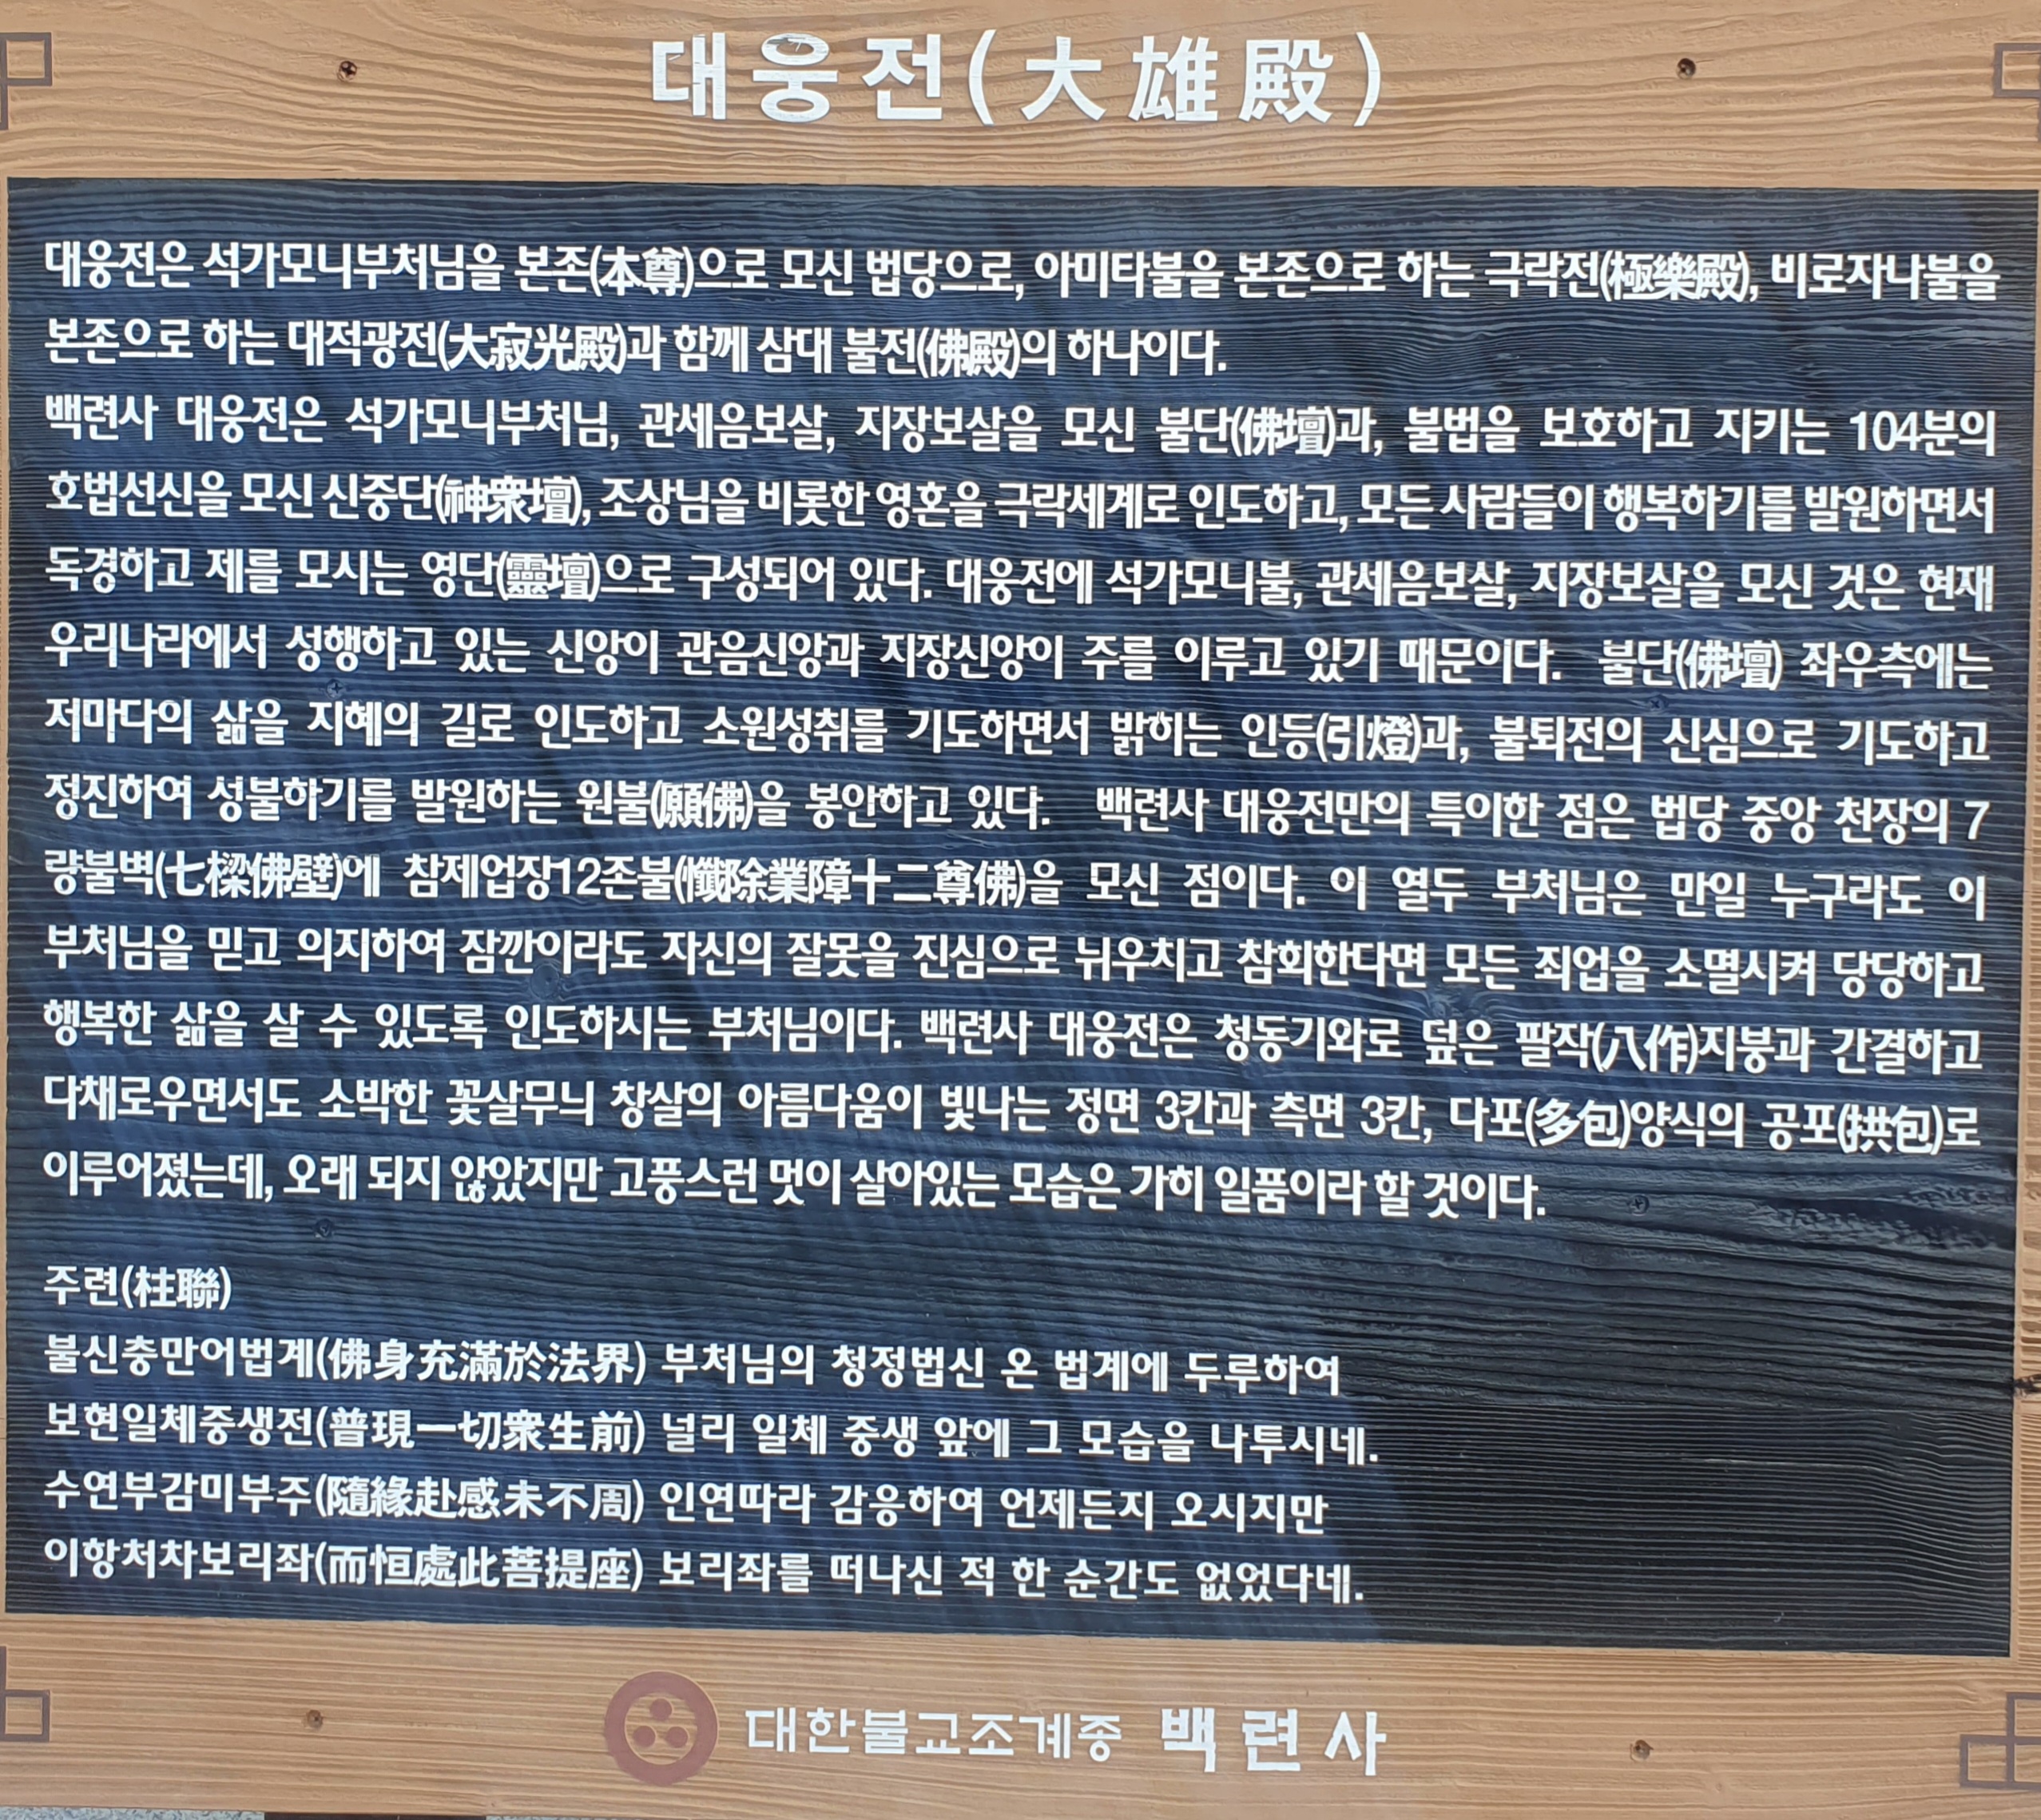 대웅전(大雄殿)
대웅전은 석가모니부처님을 본존(本尊)으로 모신 법당으로, 아미타불을 본존으로 하는 극락전(極樂殿), 비로자나불을
본존으로 하는 대적광전(大寂光殿)과 함께 삼대 불전(佛殿)의 하나이다.
백련사 대웅전은 석가모니부처님, 관세음보살, 지장보살을 모신 불단(佛壇)과, 불법을 보호하고 지키는 104분의
호법선신을 모신 신중단(神衆壇), 조상님을 비롯한 영혼을 극락세계로 인도하고, 모든 사람들이 행복하기를 발원하면서
독경하고 제를 모시는 영단(靈壇)으로 구성되어 있다. 대웅전에 석가모니불, 관세음보살, 지장보살을 모신 것은 현재
우리나라에서 성행하고 있는 신앙이 관음신앙과 지장신앙이 주를 이루고 있기 때문이다. 불단(佛壇) 좌우측에는
저마다의 삶을 지혜의 길로 인도하고 소원성취를 기도하면서 밝히는 인등(引燈)과, 불퇴전의 신심으로 기도하고
정진하여 성불하기를 발원하는 원불(願佛)을 봉안하고 있다. 백련사 대웅전만의 특이한 점은 법당 중앙 천장의 7
량불벽(七樑佛壁)에 참제업장12존불(懺除業障十二尊佛)을 모신 점이다. 이 열두 부처님은 만일 누구라도 이
부처님을 믿고 의지하여 잠깐이라도 자신의 잘못을 진심으로 뉘우치고 참회한다면 모든 죄업을 소멸시켜 당당하고
행복한 삶을 살 수 있도록 인도하시는 부처님이다. 백련사 대웅전은 청동기와로 덮은 팔작(八作)지붕과 간결하고
다채로우면서도 소박한 꽃살무늬 창살의 아름다움이 빛나는 정면 3칸과 측면 3칸, 다포(多包)양식의 공포(拱包)로
이루어졌는데, 오래 되지 않았지만 고풍스런 멋이 살아있는 모습은 가히 일품이라 할 것이다.
주련(柱聯)
불신충만어법계(佛身充滿於法界) 부처님의 청정법신 온 법계에 두루하여
보현일체중생전(普現一切衆生前) 널리 일체 중생 앞에 그 모습을 나투시네.
수연부감미부주(隨緣赴感未不周) 인연따라 감응하여 언제든지 오시지만
이항처차보리좌(而恒處此菩提座) 보리좌를 떠나신 적 한 순간도 없었다네.
대한불교조계종 백련사